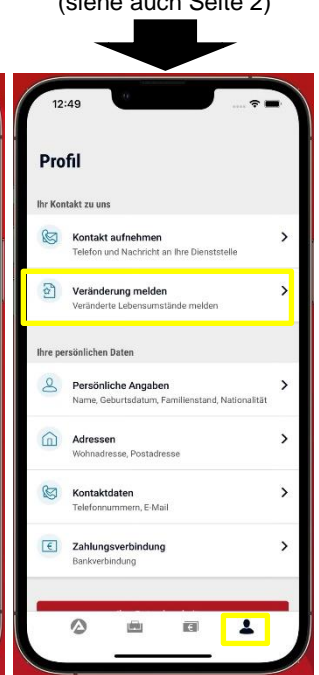 (siehe auch Seite 2)
12:49
Profil
Ihr Kontakt zu uns
Kontakt aufnehmen
Telefon und Nachricht an Ihre Dienststelle
Veränderung melden
Veränderte Lebensumstände melden
Ihre persönlichen Daten
Persönliche Angaben
Name, Geburtsdatum, Familienstand, Nationalität
Adressen
Wohnadresse, Postadresse
Kontaktdaten
Telefonnummern, E-Mail
Zahlungsverbindung
Bankverbindung